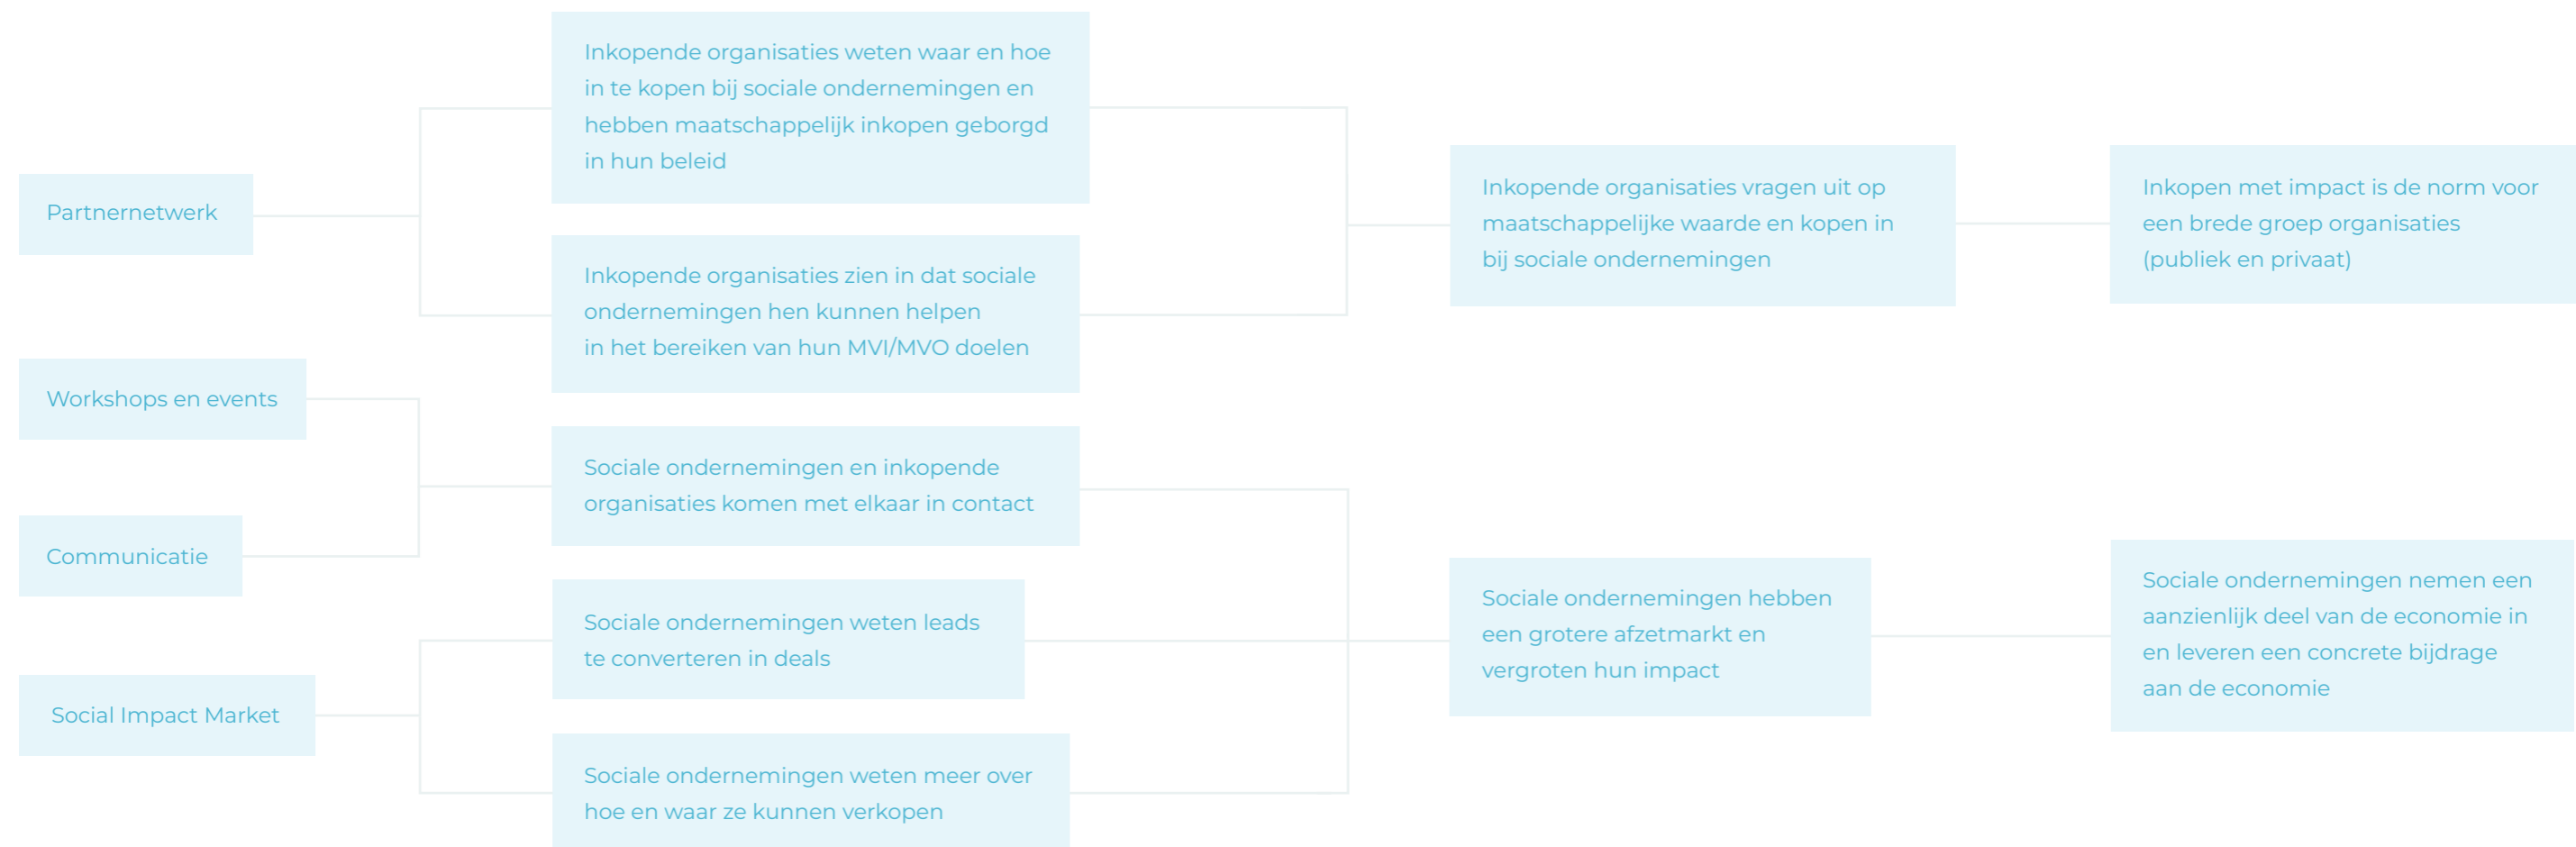 Partnernetwerk
Workshops en events
Communicatie
Social Impact Market
Inkopende organisaties weten waar en hoe
in te kopen bij sociale ondernemingen en
hebben maatschappelijk inkopen geborgd
in hun beleid
Inkopende organisaties zien in dat sociale
ondernemingen hen kunnen helpen
in het bereiken van hun MVI/MVO doelen
Sociale ondernemingen en inkopende
organisaties komen met elkaar in contact
Sociale ondernemingen weten leads
te converteren in deals
Sociale ondernemingen weten meer over
hoe en waar ze kunnen verkopen
Inkopende organisaties vragen uit op
maatschappelijke waarde en kopen in
bij sociale ondernemingen
Sociale ondernemingen hebben
een grotere afzetmarkt en
vergroten hun impact
Inkopen met impact is de norm voor
een brede groep organisaties
(publiek en privaat)
Sociale ondernemingen nemen een
aanzienlijk deel van de economie in
en leveren een concrete bijdrage
aan de economie